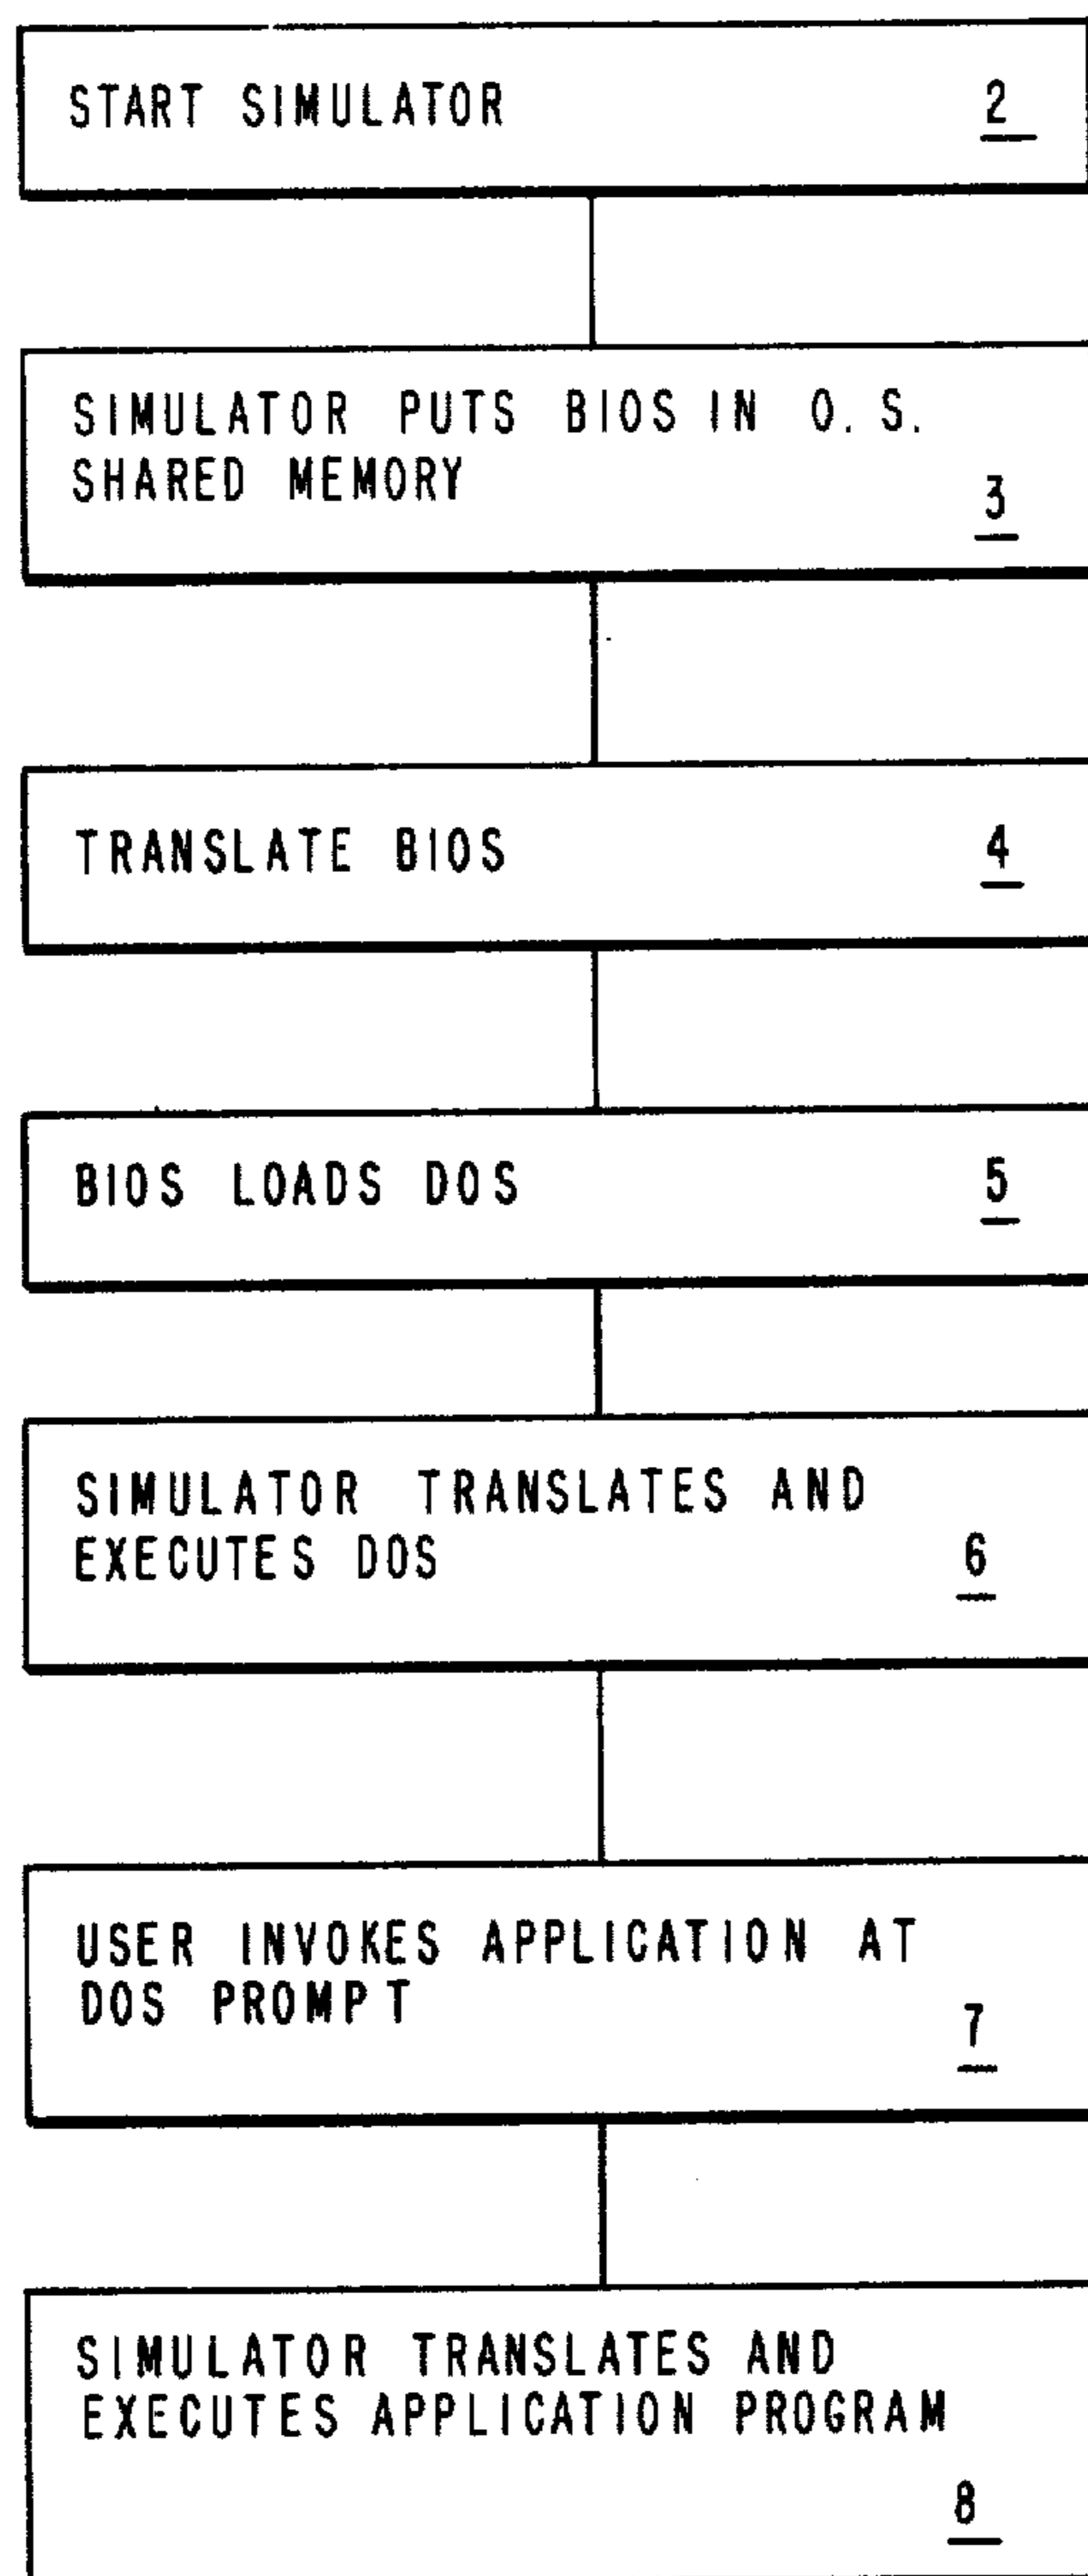 START SIMULATOR 2
SIMULATOR PUTS BIOS IN O.S.
SHARED MEMORY
3
TRANSLATE BIOS 4
BIOS LOADS DOS 5
SIMULATOR TRANSLATES AND
EXECUTES DOS 6
USER INVOKES APPLICATION AT
DOS PROMPT
7
SIMULATOR TRANSLATES AND
EXECUTES APPLICATION PROGRAM
8